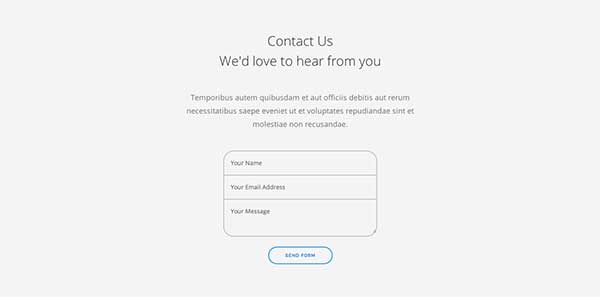 Contact Us
We'd love to hear from you
Temporibus autem quibusdam et aut officiis debitis aut rerum
necessitatibus saepe eveniet ut et voluptates repudiandae sint et
molestiae non recusandae.
Your Name
Your Email Address
Your Message
SEND FORM